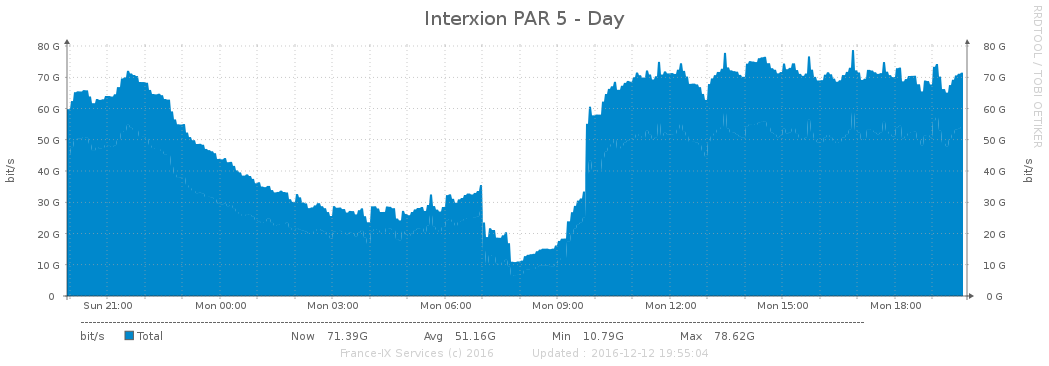 Interxion PAR 5 - Day
RRDTOOL / TOBI OETIKER
80 G 80 G
70 G 70 G
60 G 60 G
50 G 50 G
40 G 40 G
30 G 30 G
20 G 20 G
10 G 10 G
0 0 G
bit/s bit/s
Sun 21:00 Mon 00:00 Mon 03:00 Mon 06:00 Mon 09:00 Mon 12:00 Mon 15:00 Mon 18:00
bit/s Total Now 71.39G Avg 51.16G Min 10.79G Max 78.62G
France-IX Services (c) 2016 Updated : 2016-12-12 19:55:04